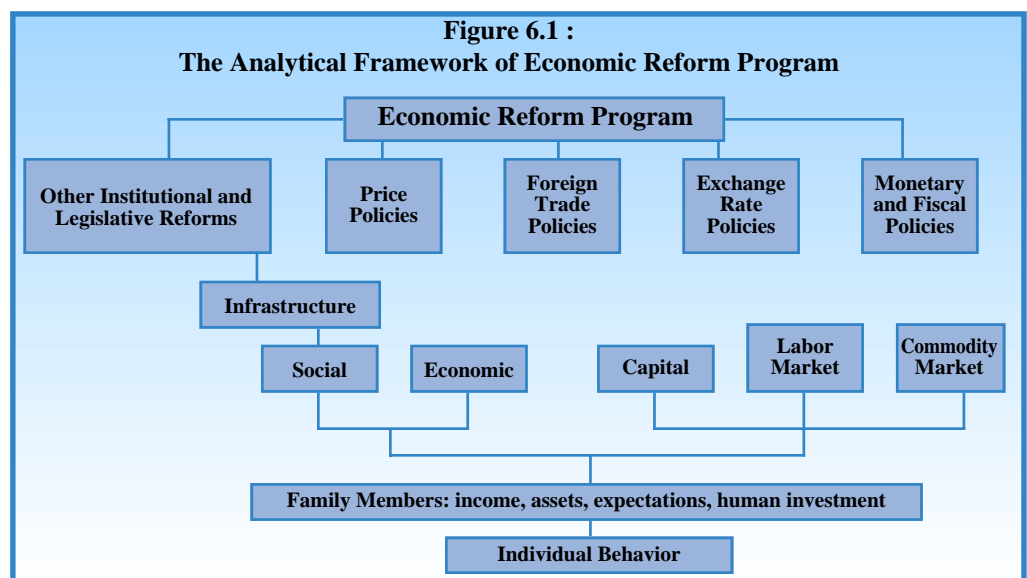 Figure 6.1 :
The Analytical Framework of Economic Reform Program
Economic Reform Program
Other Institutional and
Legislative Reforms
Price
Policies
Foreign
Trade
Policies
Exchange
Rate
Policies
Monetary
and Fiscal
Policies
Infrastructure
Social
Economic
Capital
Labor
Market
Commodity
Market
Family Members: income, assets, expectations, human investment
Individual Behavior